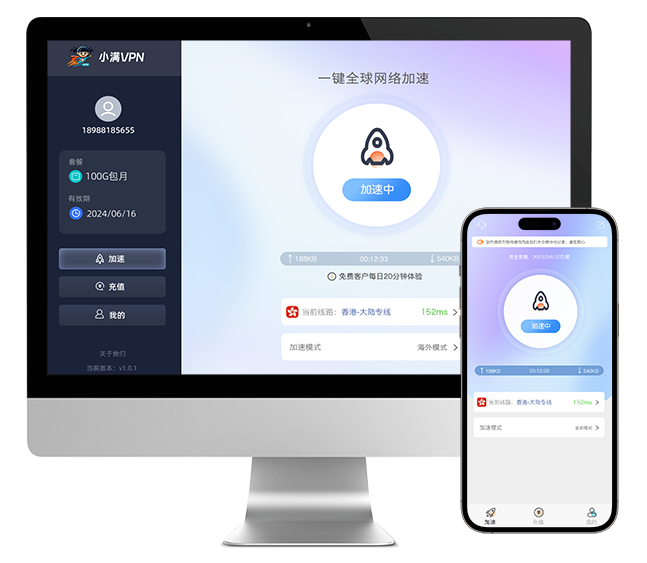 小满VPN
18988185655
套餐
100G包月
有效期
2024/06/16
加速
充值
我的
关于我们
当前版本：v1.0.1
一键全球网络加速
加速中
↑ 188KB 00:12:33 ↓ 540KB
免费客户每日20分钟体验
当前线路： 香港-大陆专线 152ms
加速模式 海外模式
加速中
↑ 188KB 00:12:33 ↓ 540KB
当前线路： 香港-大陆专线 152ms
加速模式
加速 充值 我的